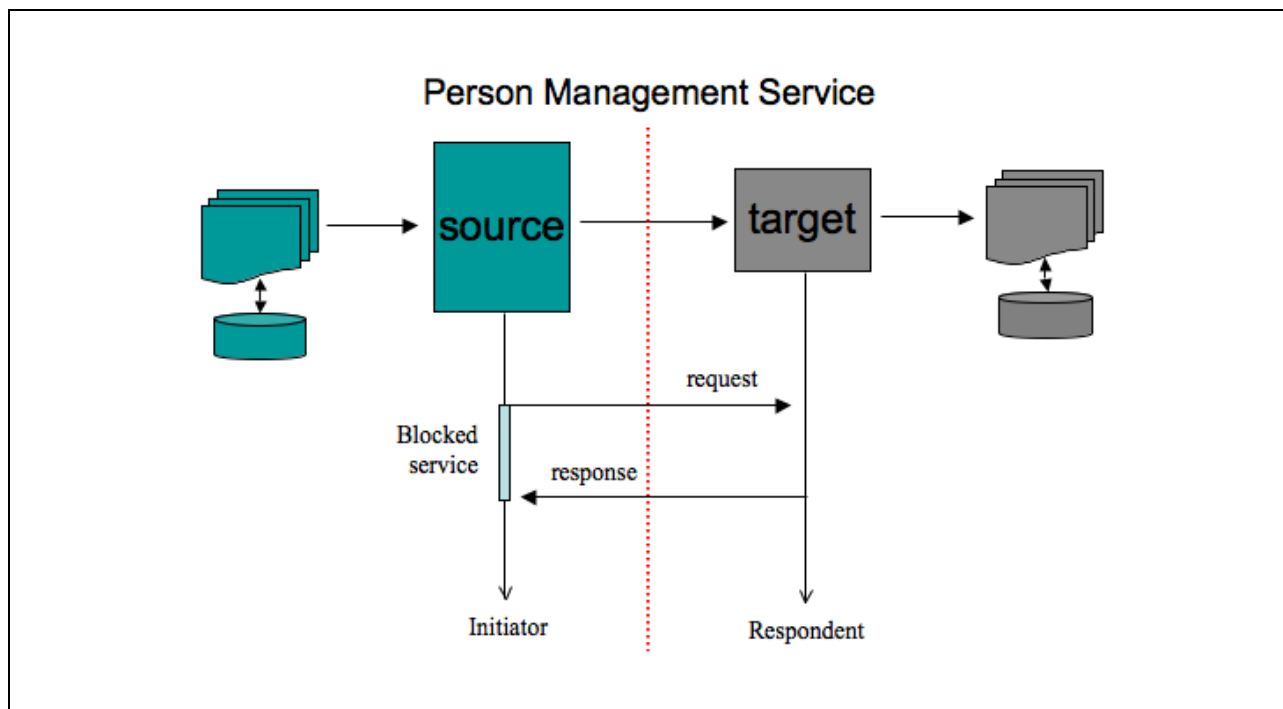 Person Management Service
source
target
request
Blocked
service
response
Initiator
Respondent